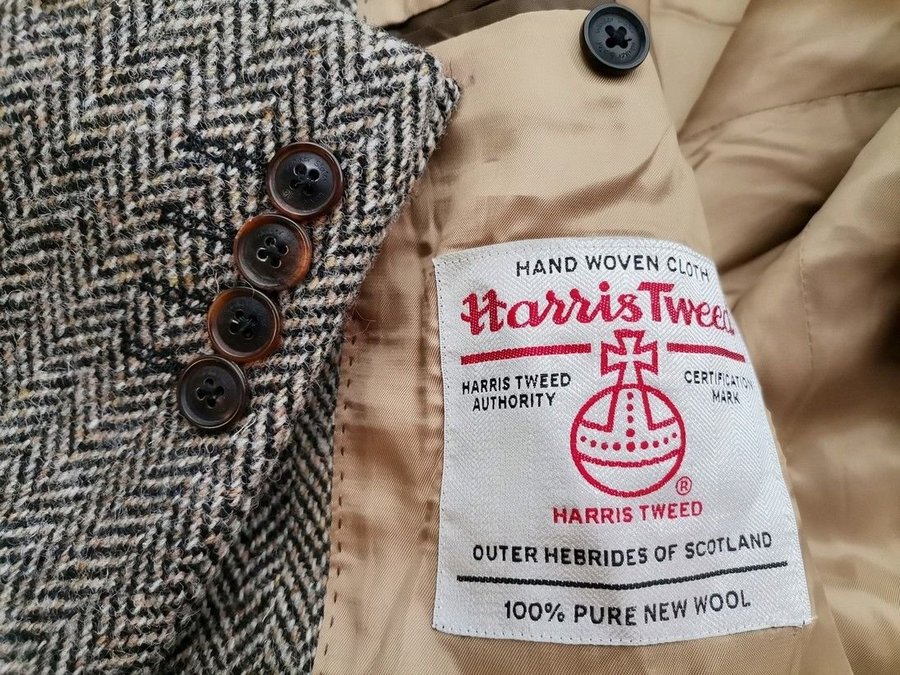 HAND WOVEN CLOTH
Harris Tweed
HARRIS TWEED
AUTHORITY
CERTIFICATION
MARK
®
HARRIS TWEED
OUTER HEBRIDES OF SCOTLAND
100% PURE NEW WOOL